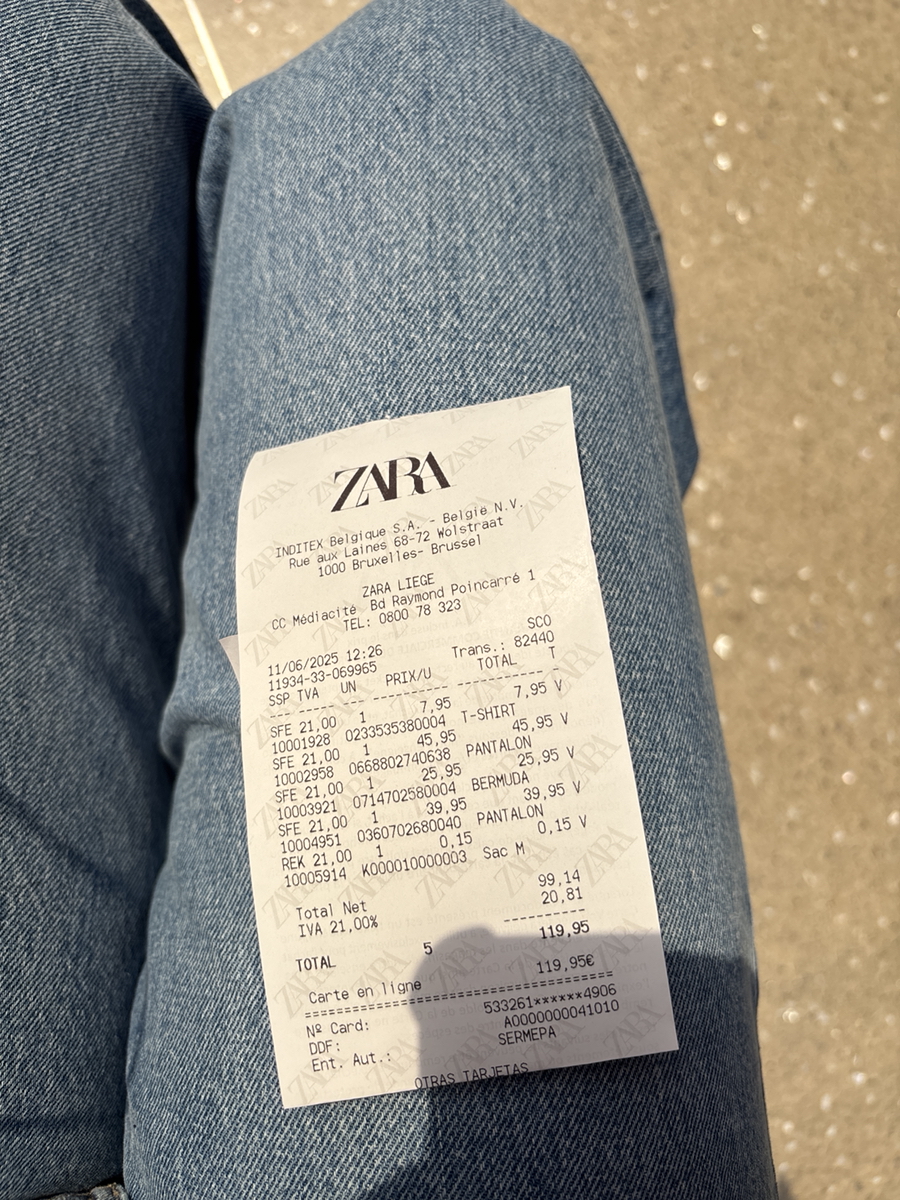 ZARA
INDITEX Belgique S.A. - België N.V.
Rue aux Laines 68-72 Wolstraat
1000 Bruxelles- Brussel
ZARA LIEGE
CC Médiacité Bd Raymond Poincarré 1
TEL: 0800 78 323
SCO
11/06/2025 12:26 Trans.: 82440
11934-33-069965
SSP TVA UN PRIX/U TOTAL T
SFE 21,00 1 7,95 7,95 V
10001928 0233535380004 T-SHIRT
SFE 21,00 1 45,95 45,95 V
10002958 0668802740638 PANTALON
SFE 21,00 1 25,95 25,95 V
10003921 0714702580004 BERMUDA
SFE 21,00 1 39,95 39,95 V
10004951 0360702680040 PANTALON
REK 21,00 1 0,15 0,15 V
10005914 K000010000003 Sac M
Total Net 99,14
IVA 21,00% 20,81
TOTAL 5 119,95
Carte en ligne 119,95€
Nº Card: 533261******4906
DDF: A0000000041010
Ent. Aut.: SERMEPA
OTRAS TARJETAS